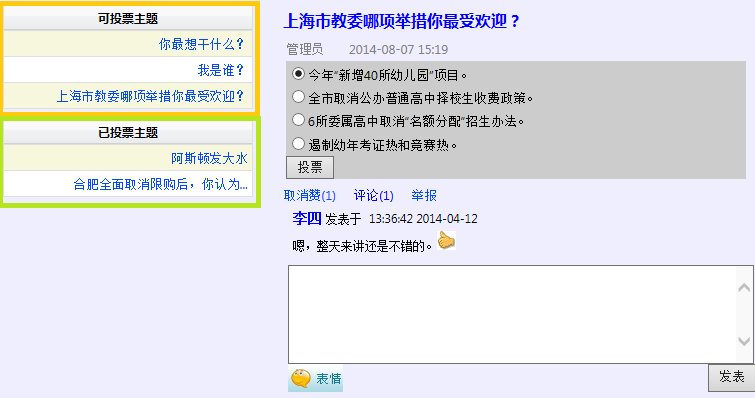 可投票主题
你最想干什么？
我是谁？
上海市教委哪项举措你最受欢迎？
已投票主题
阿斯顿发大水
合肥全面取消限购后，你认为...
上海市教委哪项举措你最受欢迎？
管理员 2014-08-07 15:19
今年“新增40所幼儿园”项目。
全市取消公办普通高中择校生收费政策。
6所委属高中取消“名额分配”招生办法。
遏制幼年考证热和竞赛热。
投票
取消赞(1) 评论(1) 举报
李四 发表于 13:36:42 2014-04-12
嗯，整天来讲还是不错的。
表情
发表